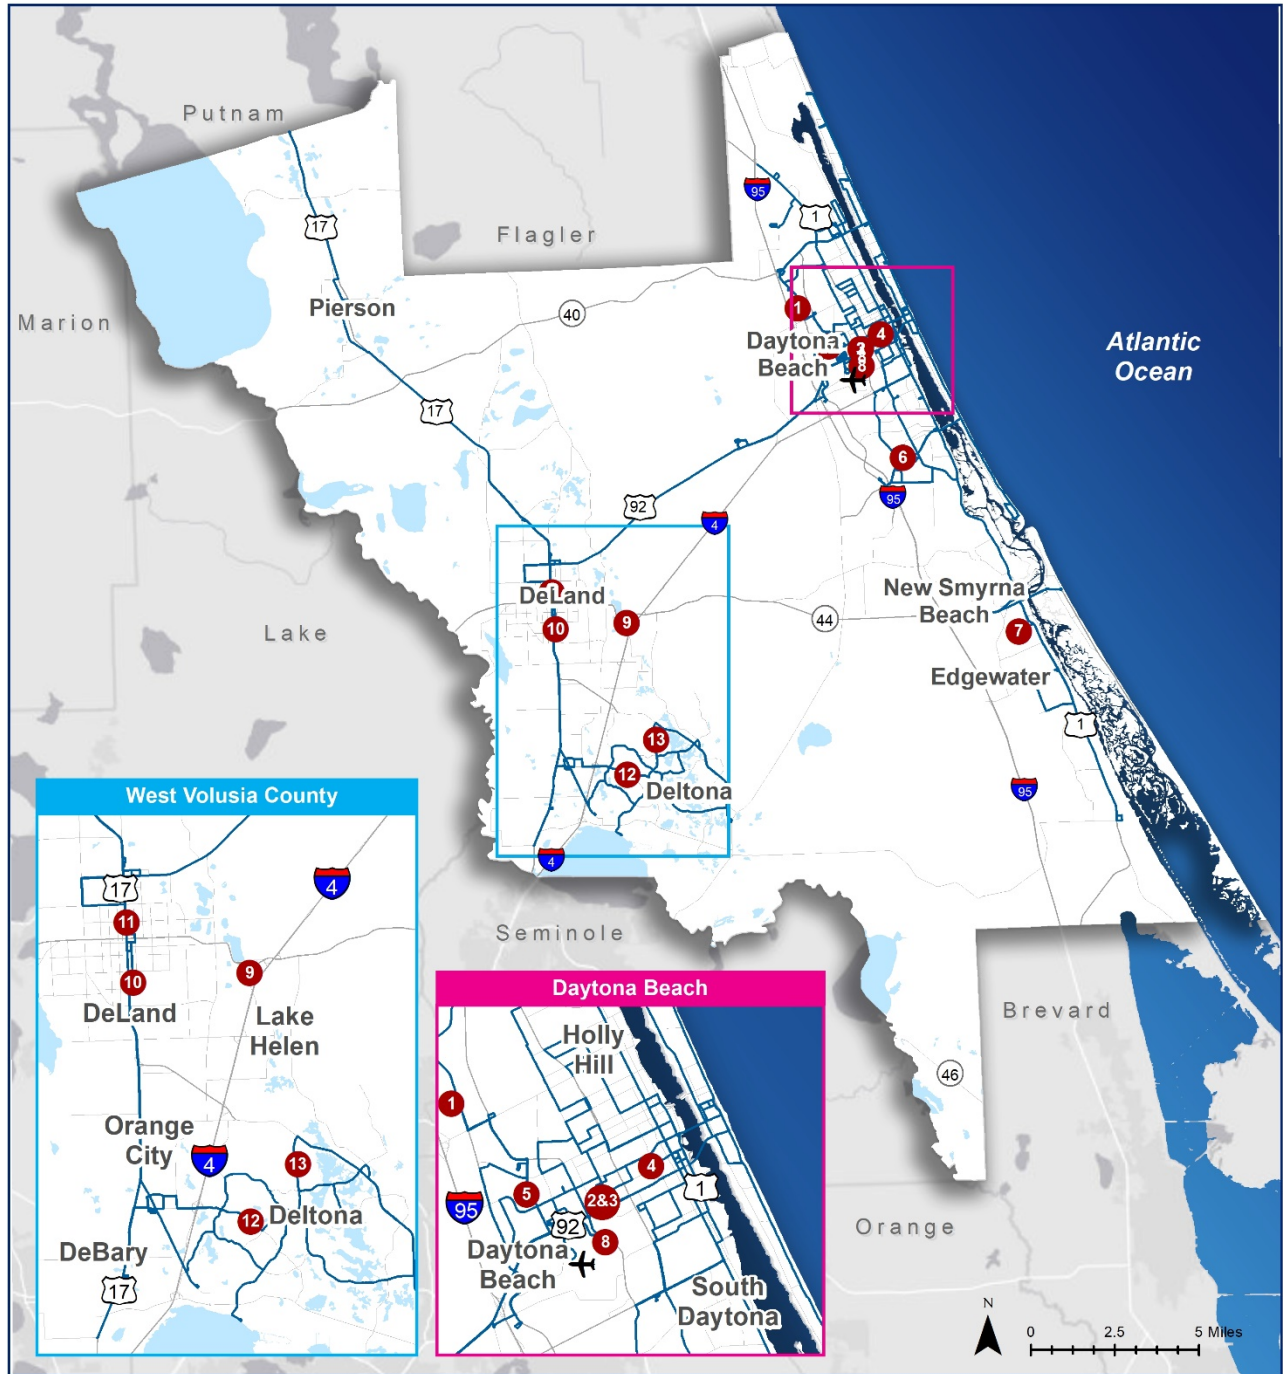 Putnam
95
1
17
Flagler
Pierson
1
Marion
40
4
Daytona
Beach
Atlantic
Ocean
8
17
6
95
92
4
New Smyrna
Beach
DeLand
44
Lake
10
9
7
Edgewater
1
13
12
Deltona
95
4
West Volusia County
4
17
11
10
9
DeLand
Lake
Helen
Orange
City
4
13
12
Deltona
DeBary
17
Seminole
Daytona Beach
Holly
Hill
1
4
5
2&3
1
95
92
8
Daytona
Beach
South
Daytona
Brevard
46
Orange
N
0
2.5
5 Miles